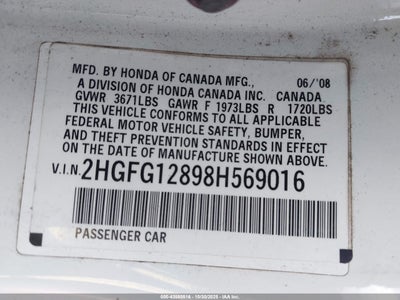 MFD. BY HONDA OF CANADA MFG., 06/'08
A DIVISION OF HONDA CANADA INC. CANADA
GVWR 3671LBS GAWR F 1973LBS R 1720LBS
THIS VEHICLE CONFORMS TO ALL APPLICABLE
FEDERAL MOTOR VEHICLE SAFETY, BUMPER,
AND THEFT PREVENTION STANDARDS IN EFFECT
ON THE DATE OF MANUFACTURE SHOWN ABOVE.
V.I.N. 2HGFG12898H569016
PASSENGER CAR